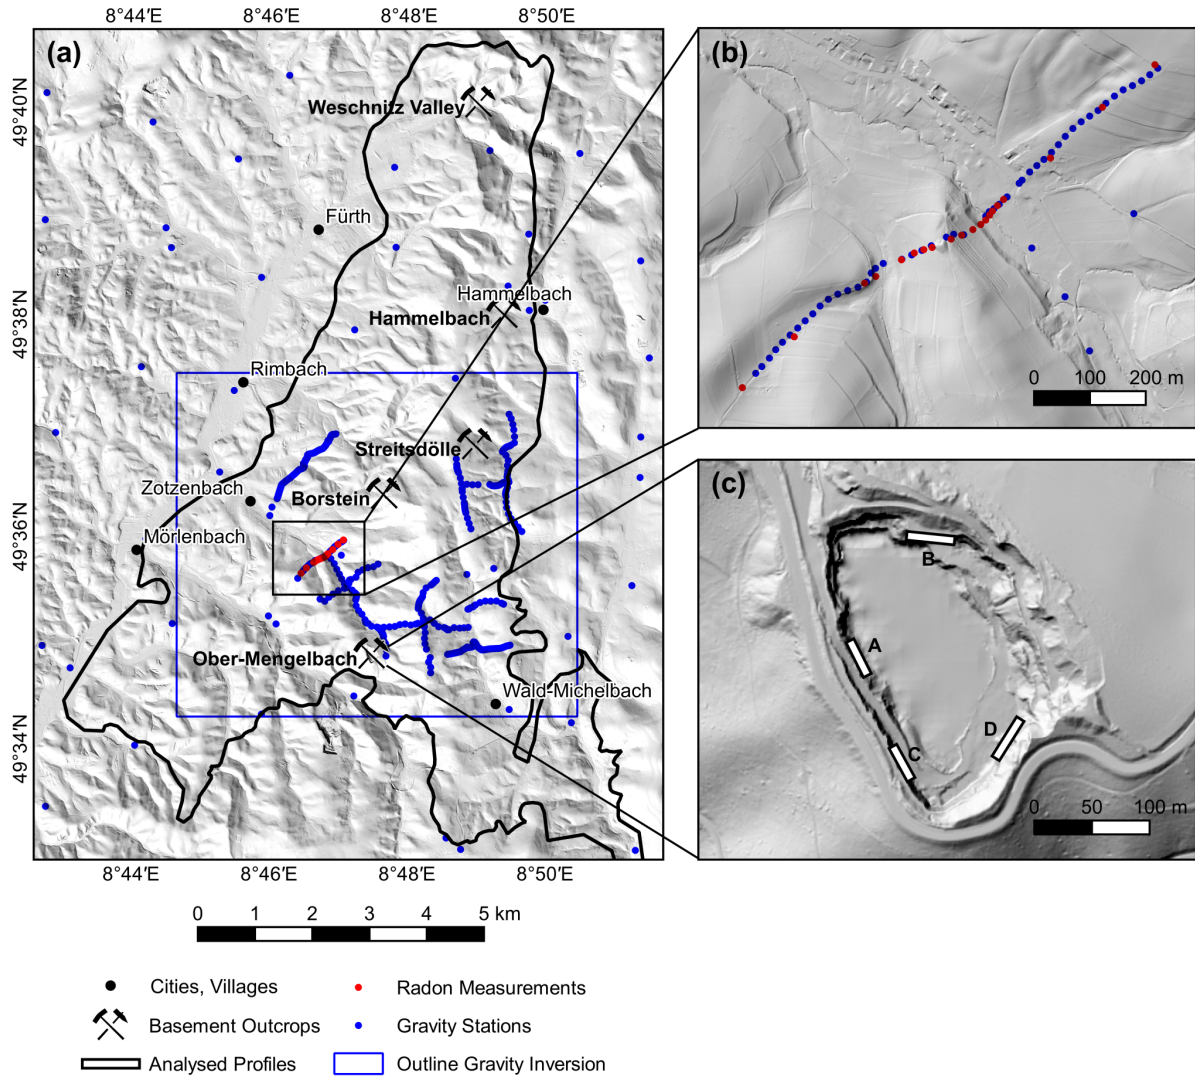 8°44′E 8°46′E 8°48′E 8°50′E
(a)
49°40′N
49°38′N
49°36′N
49°34′N
Weschnitz Valley
Fürth
Hammelbach
Hammelbach
Rimbach
Streitsdölle
Zotzenbach
Borstein
Mörlenbach
Ober-Mengelbach
Wald-Michelbach
8°44′E 8°46′E 8°48′E 8°50′E
(b)
0 100 200 m
(c)
B
A
D
C
0 50 100 m
0 1 2 3 4 5 km
Cities, Villages
Radon Measurements
Basement Outcrops
Gravity Stations
Analysed Profiles
Outline Gravity Inversion